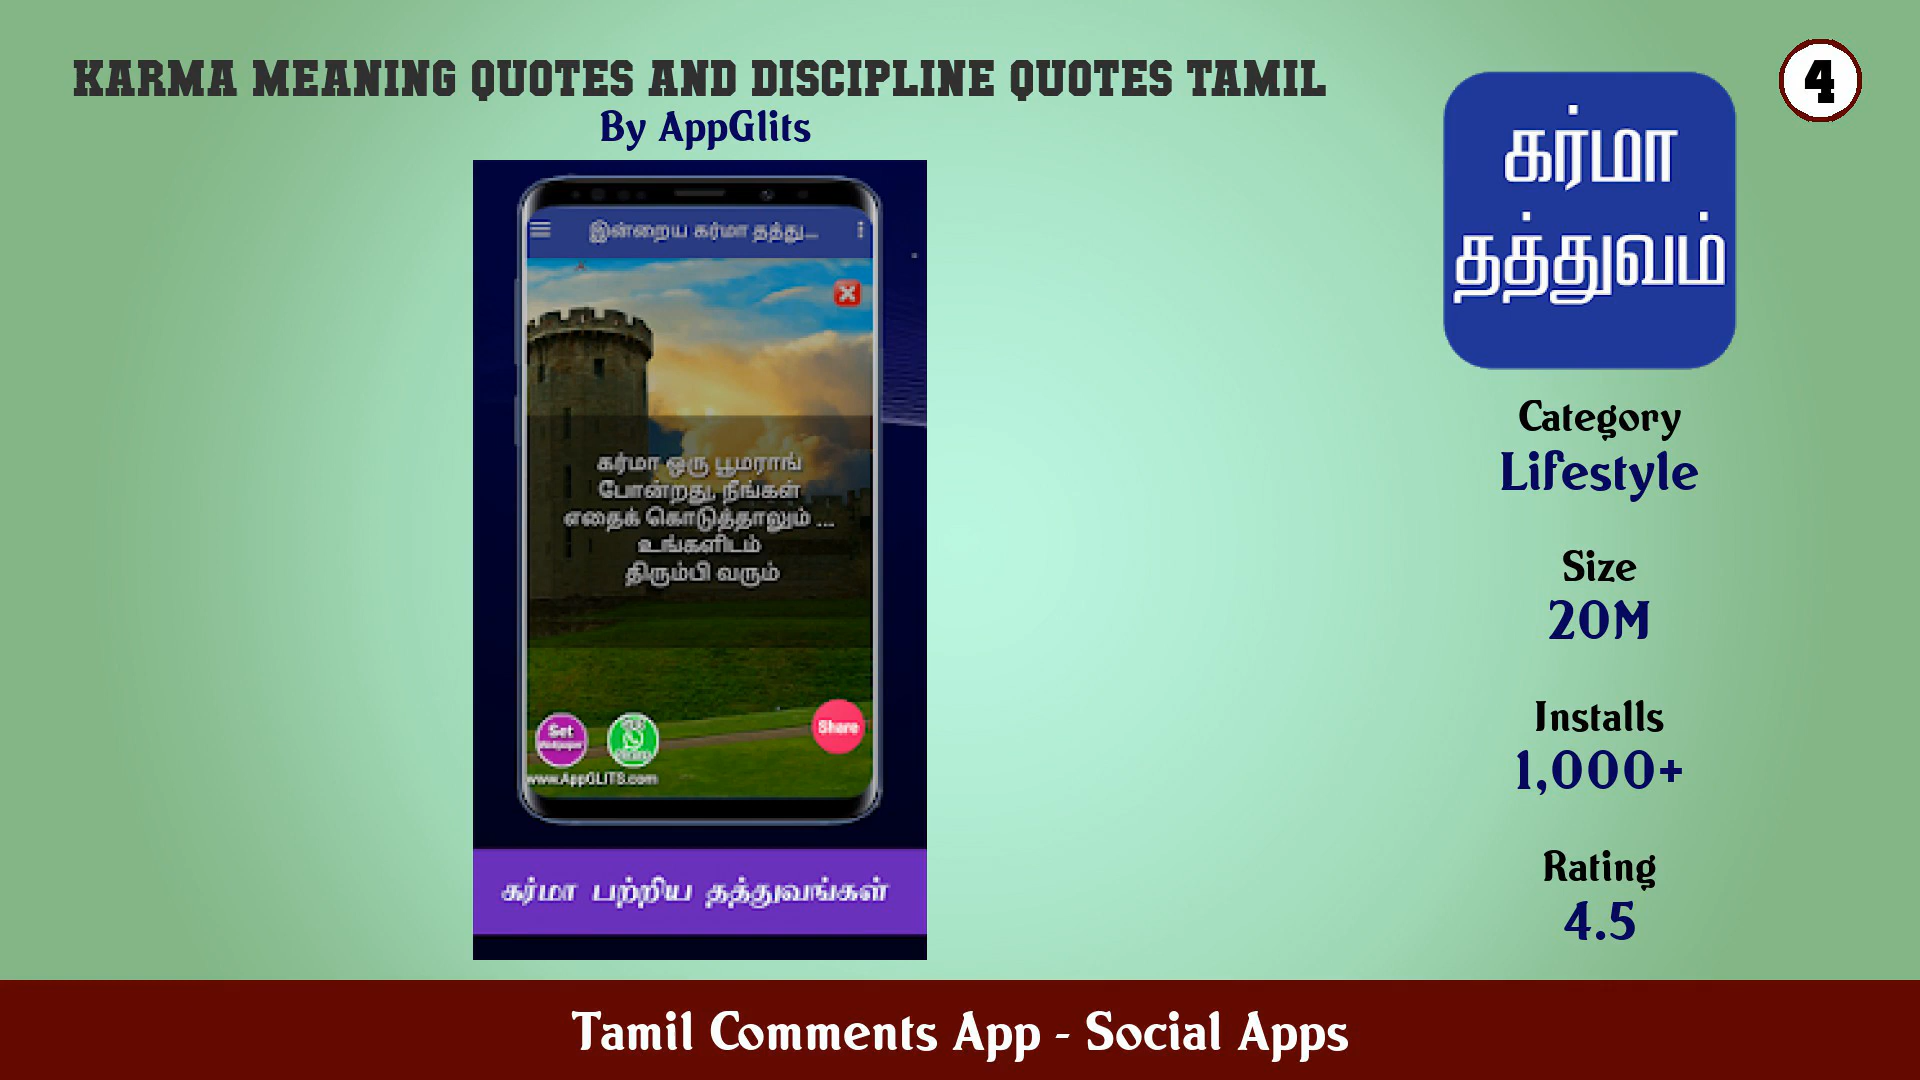 KARMA MEANING QUOTES AND DISCIPLINE QUOTES TAMIL
By AppGlits
4
கர்மா
தத்துவம்
இன்றைய கர்மா தத்து...
கர்மா ஒரு பூமராங்
போன்றது, நீங்கள்
எதைக் கொடுத்தாலும் ...
உங்களிடம்
திரும்பி வரும்
Set
Wallpaper
Share
www.AppGLITS.com
கர்மா பற்றிய தத்துவங்கள்
Category
Lifestyle
Size
20M
Installs
1,000+
Rating
4.5
Tamil Comments App - Social Apps